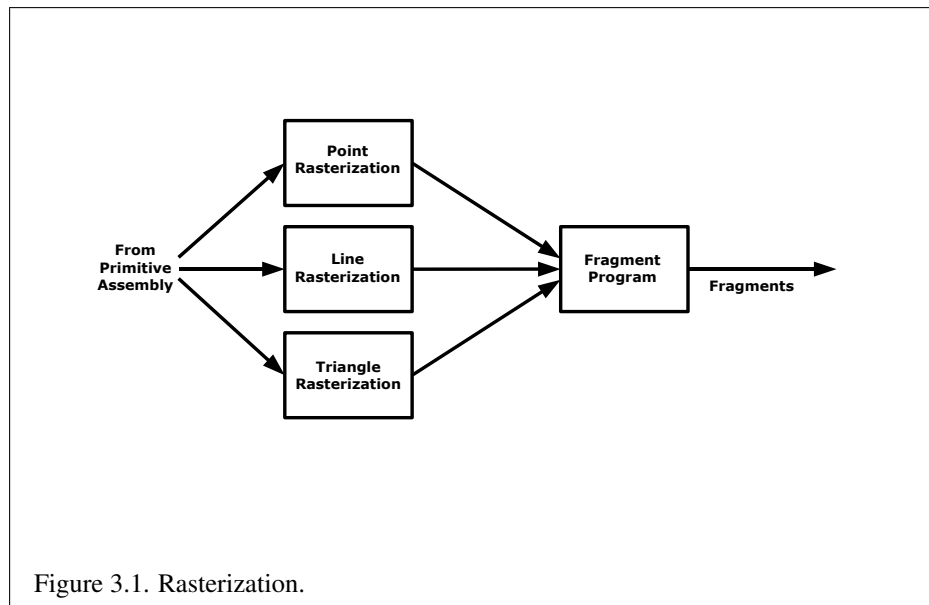 Point
Rasterization
From
Primitive
Assembly
Line
Rasterization
Triangle
Rasterization
Fragment
Program
Fragments
Figure 3.1. Rasterization.